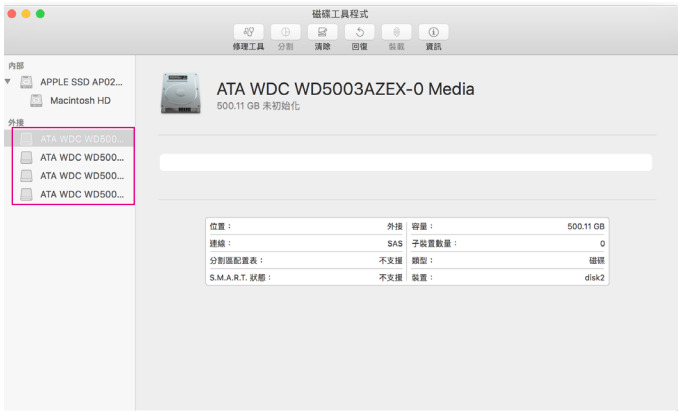 磁碟工具程式
修理工具 分割 清除 回復 裝載 資訊
內部
APPLE SSD AP02...
Macintosh HD
外接
ATA WDC WD500...
ATA WDC WD500...
ATA WDC WD500...
ATA WDC WD500...
ATA WDC WD5003AZEX-0 Media
500.11 GB 未初始化
位置： 外接 容量： 500.11 GB
連線： SAS 子裝置數量： 0
分割區配置表： 不支援 類型： 磁碟
S.M.A.R.T. 狀態： 不支援 裝置： disk2